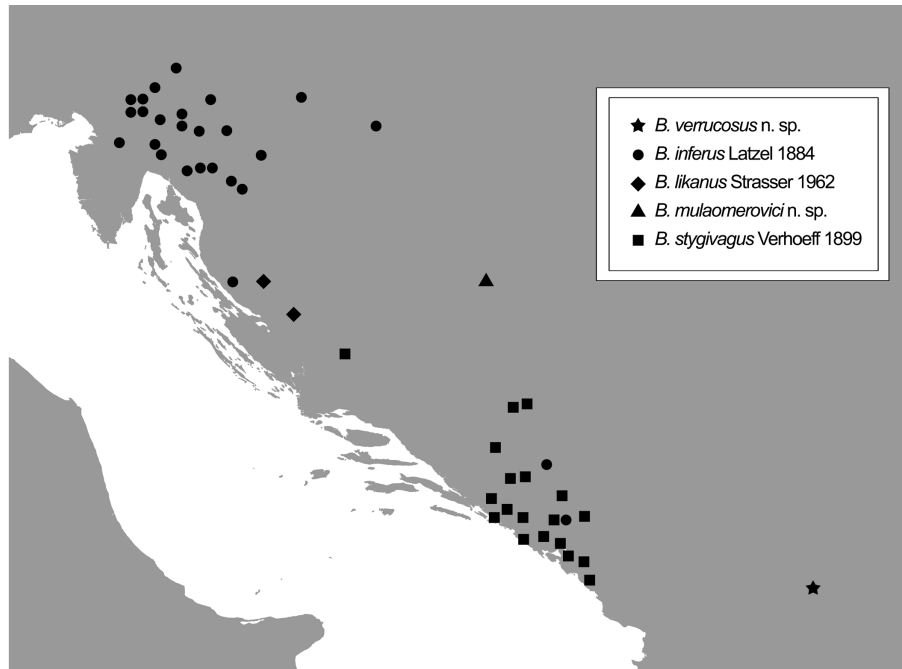 B. verrucosus n. sp.
B. inferus Latzel 1884
B. likanus Strasser 1962
B. mulaomerovici n. sp.
B. stygivagus Verhoeff 1899